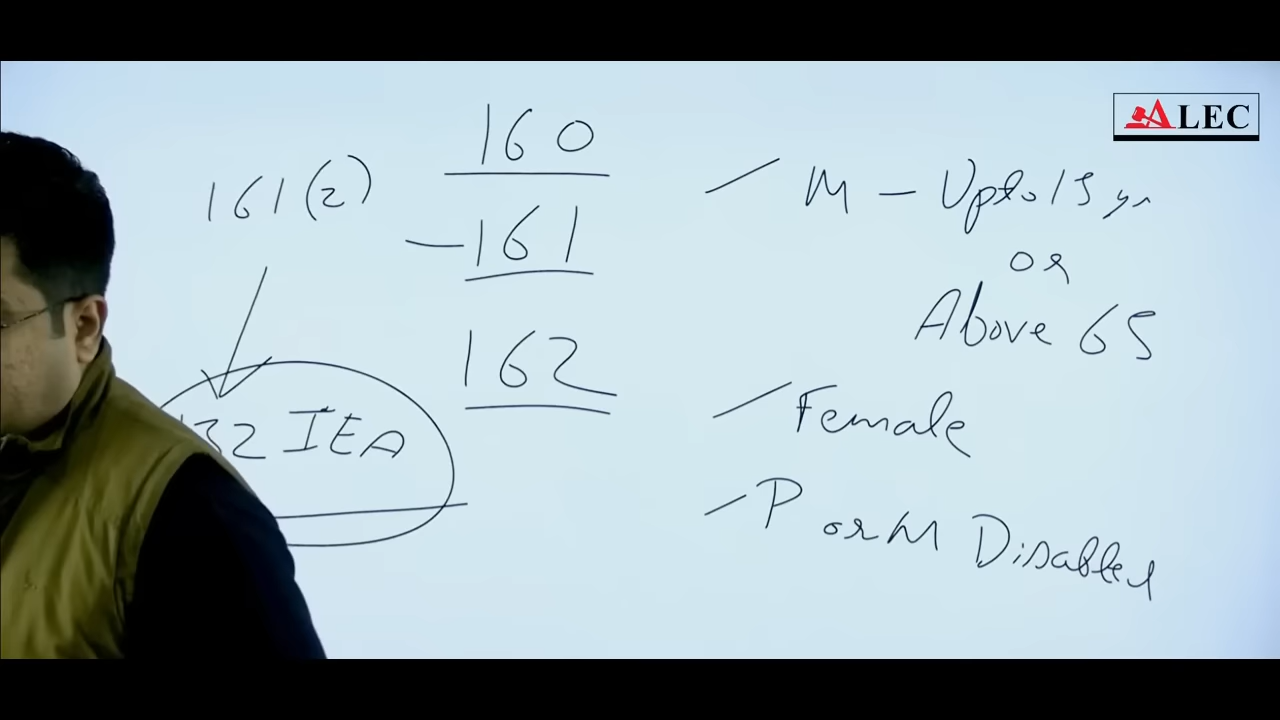 ALEC
160
161(2)
– 161
162
32 IEA
M – Upto 15 yr
or
Above 65
Female
P or M Disabled